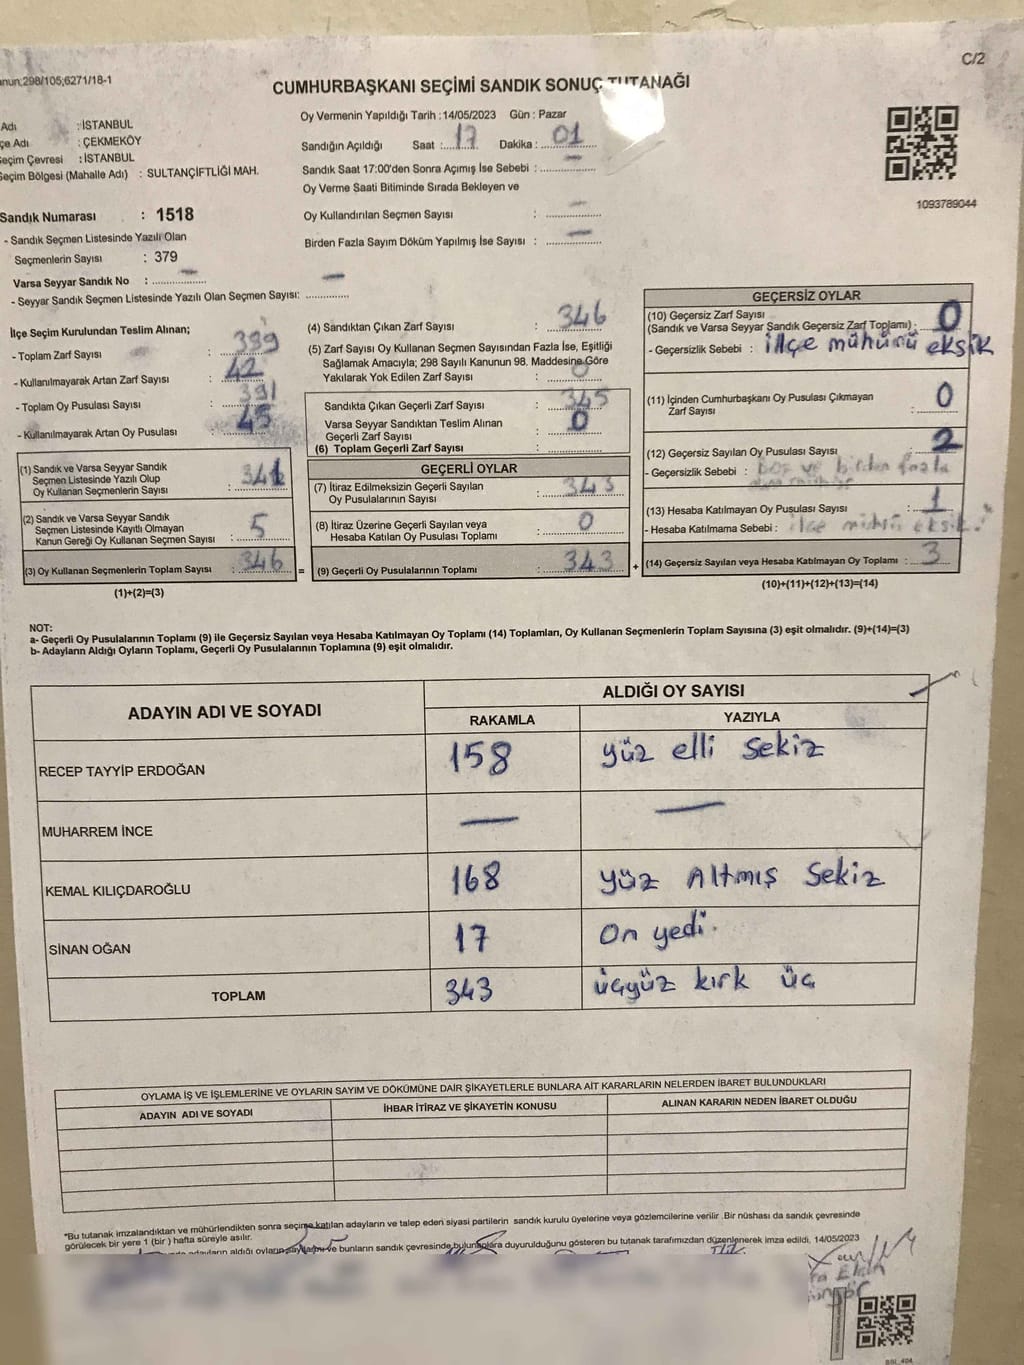 C/2
anun:298/105;6271/18-1
CUMHURBAŞKANI SEÇİMİ SANDIK SONUÇ TUTANAĞI
Adı : İSTANBUL
çe Adı : ÇEKMEKÖY
eçim Çevresi : İSTANBUL
eçim Bölgesi (Mahalle Adı) : SULTANÇİFTLİĞİ MAH.
Sandık Numarası : 1518
- Sandık Seçmen Listesinde Yazılı Olan
Seçmenlerin Sayısı : 379
Varsa Seyyar Sandık No : —
- Seyyar Sandık Seçmen Listesinde Yazılı Olan Seçmen Sayısı: —
Oy Vermenin Yapıldığı Tarih :14/05/2023 Gün : Pazar
Sandığın Açıldığı Saat : 17 Dakika : 01
Sandık Saat 17:00'den Sonra Açımış İse Sebebi : —
Oy Verme Saati Bitiminde Sırada Bekleyen ve
Oy Kullandırılan Seçmen Sayısı : —
Birden Fazla Sayım Döküm Yapılmış İse Sayısı : —
1093789044
İlçe Seçim Kurulundan Teslim Alınan;
- Toplam Zarf Sayısı :
- Kullanılmayarak Artan Zarf Sayısı : 42
- Toplam Oy Pusulası Sayısı : 391
- Kullanılmayarak Artan Oy Pusulası : 45
(1) Sandık ve Varsa Seyyar Sandık
Seçmen Listesinde Yazılı Olup
Oy Kullanan Seçmenlerin Sayısı : 341
(2) Sandık ve Varsa Seyyar Sandık
Seçmen Listesinde Kayıtlı Olmayan
Kanun Gereği Oy Kullanan Seçmen Sayısı : 5
(3) Oy Kullanan Seçmenlerin Toplam Sayısı : 346
(1)+(2)=(3)
(4) Sandıktan Çıkan Zarf Sayısı : 346
(5) Zarf Sayısı Oy Kullanan Seçmen Sayısından Fazla İse, Eşitliği
Sağlamak Amacıyla; 298 Sayılı Kanunun 98. Maddesine Göre
Yakılarak Yok Edilen Zarf Sayısı : 0
Sandıkta Çıkan Geçerli Zarf Sayısı : 345
Varsa Seyyar Sandıktan Teslim Alınan
Geçerli Zarf Sayısı : 0
(6) Toplam Geçerli Zarf Sayısı :
GEÇERLİ OYLAR
(7) İtiraz Edilmeksizin Geçerli Sayılan
Oy Pusulalarının Sayısı : 343
(8) İtiraz Üzerine Geçerli Sayılan veya
Hesaba Katılan Oy Pusulası Toplamı : 0
= (9) Geçerli Oy Pusulalarının Toplamı : 343
GEÇERSİZ OYLAR
(10) Geçersiz Zarf Sayısı
(Sandık ve Varsa Seyyar Sandık Geçersiz Zarf Toplamı) : 0
- Geçersizlik Sebebi : ilçe mühürü eksik
(11) İçinden Cumhurbaşkanı Oy Pusulası Çıkmayan
Zarf Sayısı : 0
(12) Geçersiz Sayılan Oy Pusulası Sayısı : 2
- Geçersizlik Sebebi : boş ve birden fazla
(13) Hesaba Katılmayan Oy Pusulası Sayısı : 1
- Hesaba Katılmama Sebebi : ilçe mühür eksik
+ (14) Geçersiz Sayılan veya Hesaba Katılmayan Oy Toplamı : 3
(10)+(11)+(12)+(13)=(14)
NOT:
a- Geçerli Oy Pusulalarının Toplamı (9) ile Geçersiz Sayılan veya Hesaba Katılmayan Oy Toplamı (14) Toplamları, Oy Kullanan Seçmenlerin Toplam Sayısına (3) eşit olmalıdır. (9)+(14)=(3)
b- Adayların Aldığı Oyların Toplamı, Geçerli Oy Pusulalarının Toplamına (9) eşit olmalıdır.
ADAYIN ADI VE SOYADI ALDIĞI OY SAYISI
RAKAMLA YAZIYLA
RECEP TAYYİP ERDOĞAN 158 yüz elli sekiz
MUHARREM İNCE — —
KEMAL KILIÇDAROĞLU 168 yüz Altmış Sekiz
SİNAN OĞAN 17 On yedi.
TOPLAM 343 üçyüz kırk üç
OYLAMA İŞ VE İŞLEMLERİNE VE OYLARIN SAYIM VE DÖKÜMÜNE DAİR ŞİKAYETLERLE BUNLARA AİT KARARLARIN NELERDEN İBARET BULUNDUKLARI
ADAYIN ADI VE SOYADI İHBAR İTİRAZ VE ŞİKAYETİN KONUSU ALINAN KARARIN NEDEN İBARET OLDUĞU
*Bu tutanak imzalandıktan ve mühürlendikten sonra seçime katılan adayların ve talep eden siyasi partilerin sandık kurulu üyelerine veya gözlemcilerine verilir .Bir nüshası da sandık çevresinde
görülecek bir yere 1 (bir ) hafta süreyle asılır.
adayların aldığı oyların sayısını ve bunların sandık çevresinde bulunanlara duyurulduğunu gösteren bu tutanak tarafımızdan düzenlenerek imza edildi. 14/05/2023